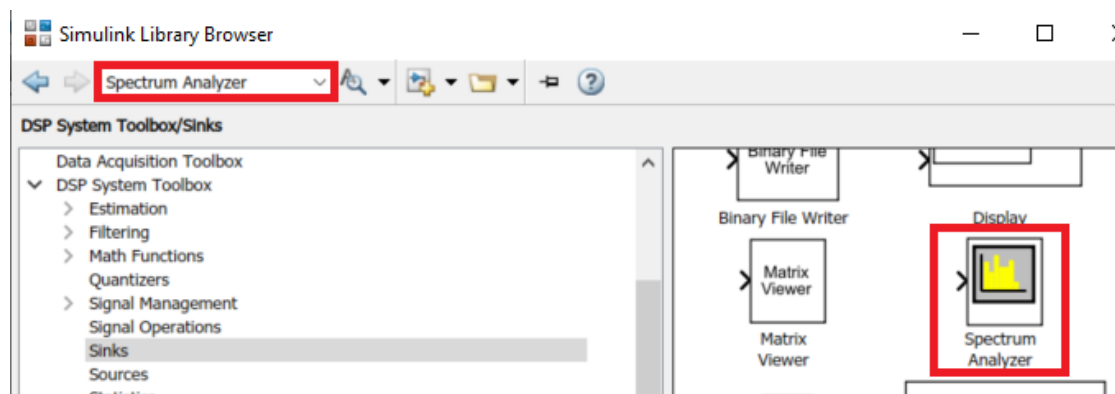 Simulink Library Browser
Spectrum Analyzer
DSP System Toolbox/Sinks
Data Acquisition Toolbox
DSP System Toolbox
Estimation
Filtering
Math Functions
Quantizers
Signal Management
Signal Operations
Sinks
Sources
Statistics
Binary File
Writer
Binary File Writer
Display
Matrix
Viewer
Matrix
Viewer
Spectrum
Analyzer